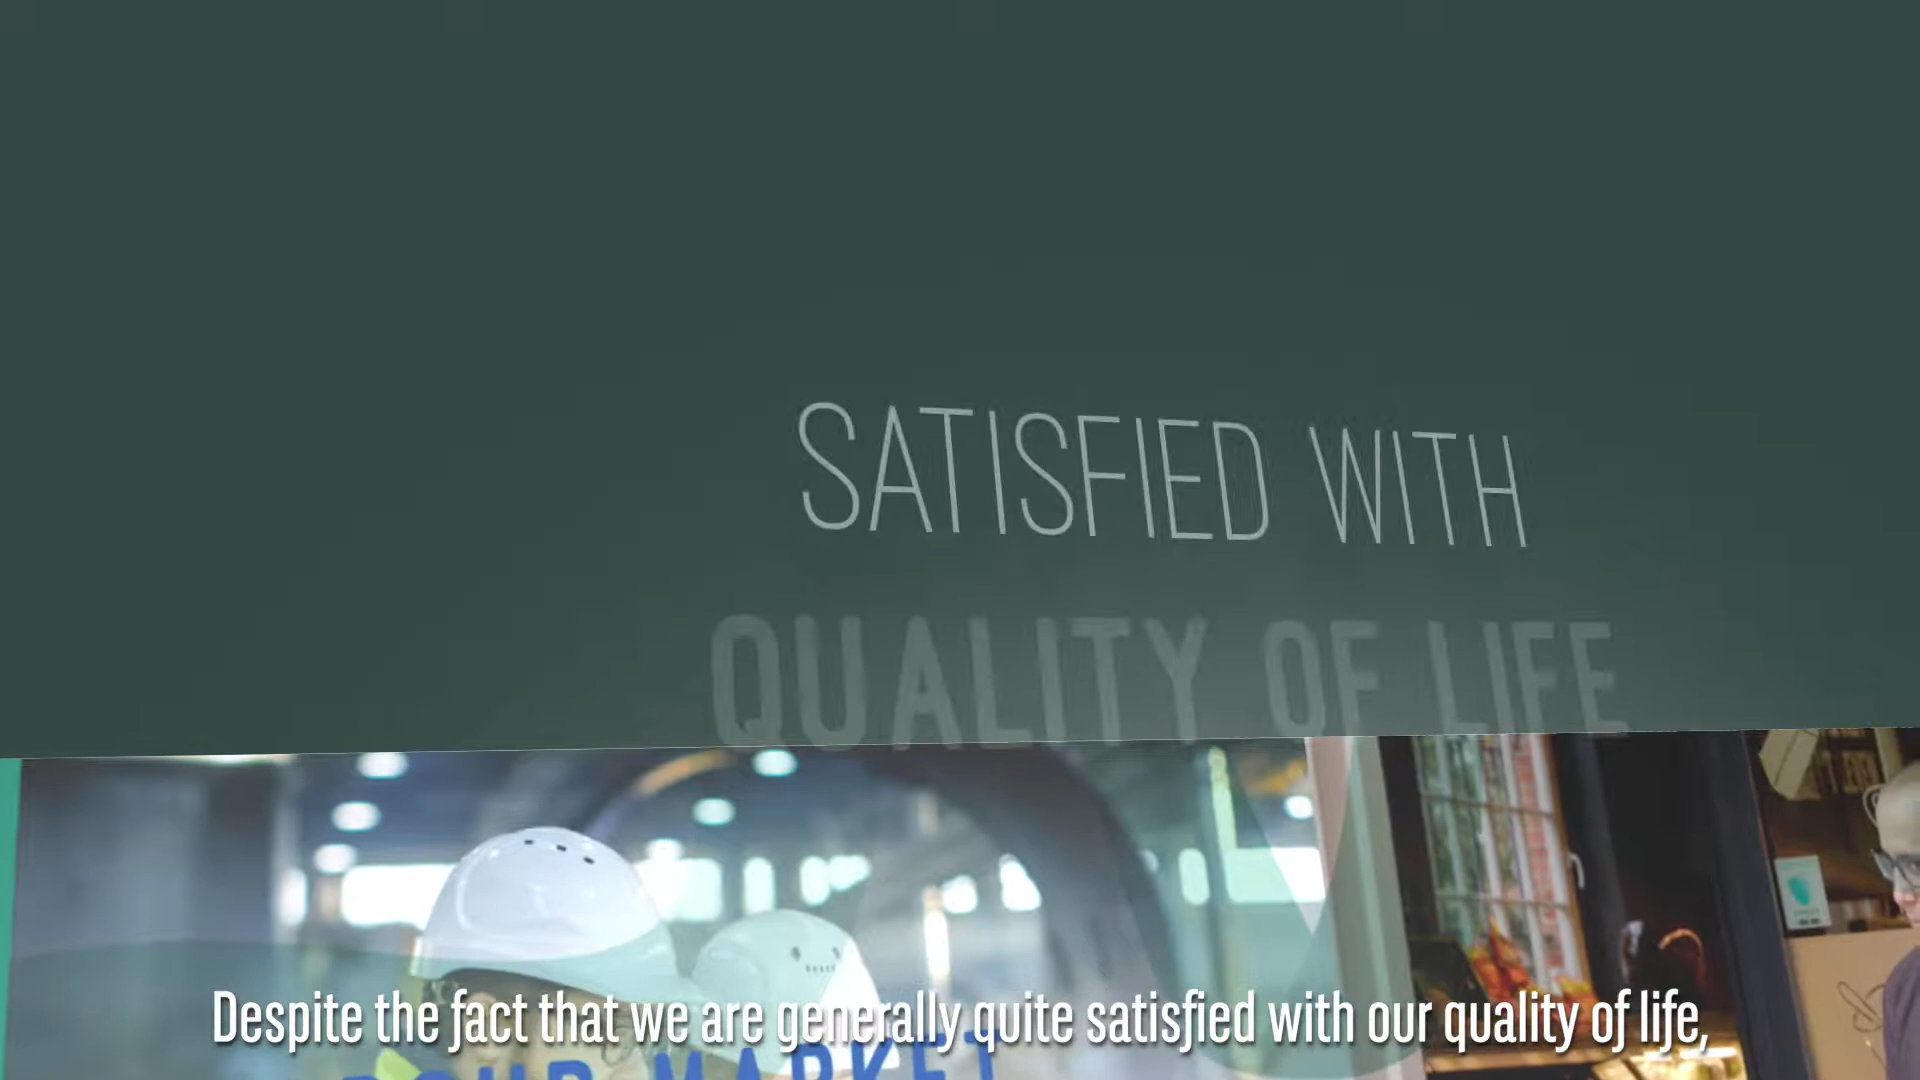 SATISFIED WITH
QUALITY OF LIFE
Despite the fact that we are generally quite satisfied with our quality of life,
MARKET